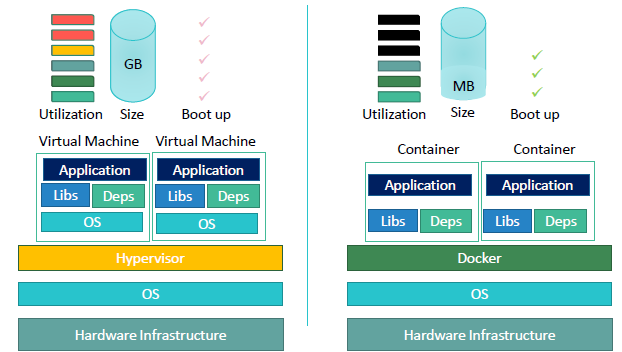 GB
Utilization Size Boot up
Virtual Machine Virtual Machine
Application Application
Libs Deps Libs Deps
OS OS
Hypervisor
OS
Hardware Infrastructure
MB
Utilization Size Boot up
Container Container
Application Application
Libs Deps Libs Deps
Docker
OS
Hardware Infrastructure